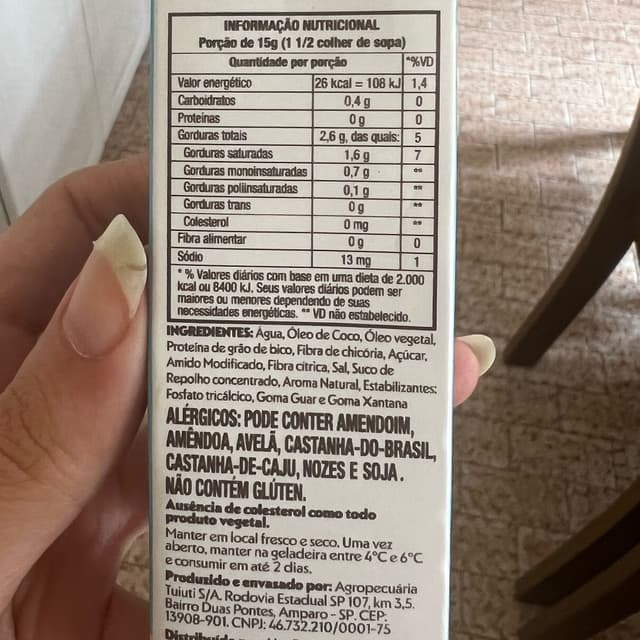 INFORMAÇÃO NUTRICIONAL
Porção de 15g (1 1/2 colher de sopa)
Quantidade por porção *%VD
Valor energético 26 kcal = 108 kJ 1,4
Carboidratos 0,4 g 0
Proteínas 0 g 0
Gorduras totais 2,6 g, das quais: 5
Gorduras saturadas 1,6 g 7
Gorduras monoinsaturadas 0,7 g **
Gorduras poliinsaturadas 0,1 g **
Gorduras trans 0 g **
Colesterol 0 mg **
Fibra alimentar 0 g 0
Sódio 13 mg 1
* % Valores diários com base em uma dieta de 2.000
kcal ou 8400 kJ. Seus valores diários podem ser
maiores ou menores dependendo de suas
necessidades energéticas. ** VD não estabelecido.
INGREDIENTES: Água, Óleo de Coco, Óleo vegetal,
Proteína de grão de bico, Fibra de chicória, Açúcar,
Amido Modificado, Fibra cítrica, Sal, Suco de
Repolho concentrado, Aroma Natural, Estabilizantes:
Fosfato tricálcico, Goma Guar e Goma Xantana
ALÉRGICOS: PODE CONTER AMENDOIM,
AMÊNDOA, AVELÃ, CASTANHA-DO-BRASIL,
CASTANHA-DE-CAJU, NOZES E SOJA.
NÃO CONTÉM GLÚTEN.
Ausência de colesterol como todo
produto vegetal.
Manter em local fresco e seco. Uma vez
aberto, manter na geladeira entre 4°C e 6°C
e consumir em até 2 dias.
Produzido e envasado por: Agropecuária
Tuiuti S/A. Rodovia Estadual SP 107, km 3,5.
Bairro Duas Pontes, Amparo - SP. CEP:
13908-901. CNPJ: 46.732.210/0001-75